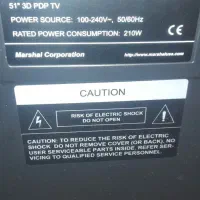 51" 3D PDP TV
POWER SOURCE: 100-240V~, 50/60Hz
RATED POWER CONSUMPTION: 210W
Marshal Corporation
CAUTION
RISK OF ELECTRIC SHOCK
DO NOT OPEN
CAUTION: TO REDUCE THE RISK OF ELECTRIC
SHOCK DO NOT REMOVE COVER (OR BACK), NO
USER SERVICEABLE PARTS INSIDE. REFER SER-
VICING TO QUALIFIED SERVICE PERSONNEL.